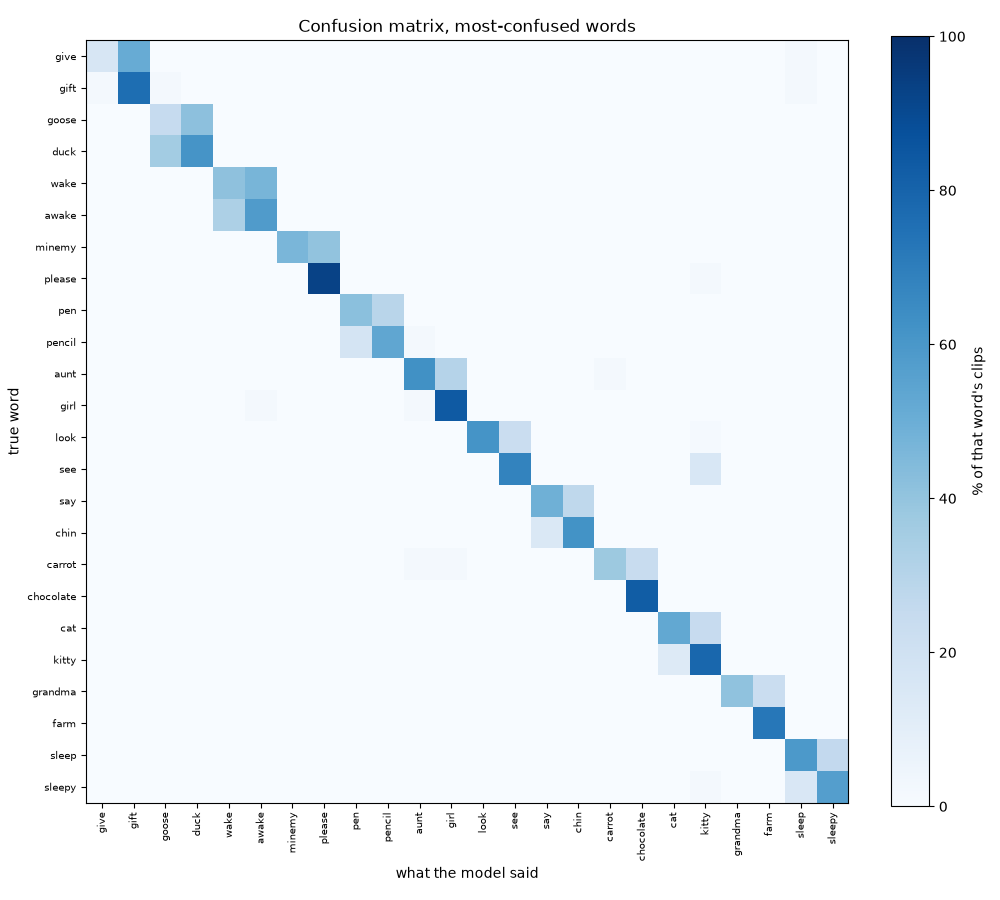 Confusion matrix, most-confused words
give
gift
goose
duck
wake
awake
minemy
please
pen
pencil
aunt
girl
look
see
say
chin
carrot
chocolate
cat
kitty
grandma
farm
sleep
sleepy
true word
give gift goose duck wake awake minemy please pen pencil aunt girl look see say chin carrot chocolate cat kitty grandma farm sleep sleepy
what the model said
100
80
60
40
20
0
% of that word's clips